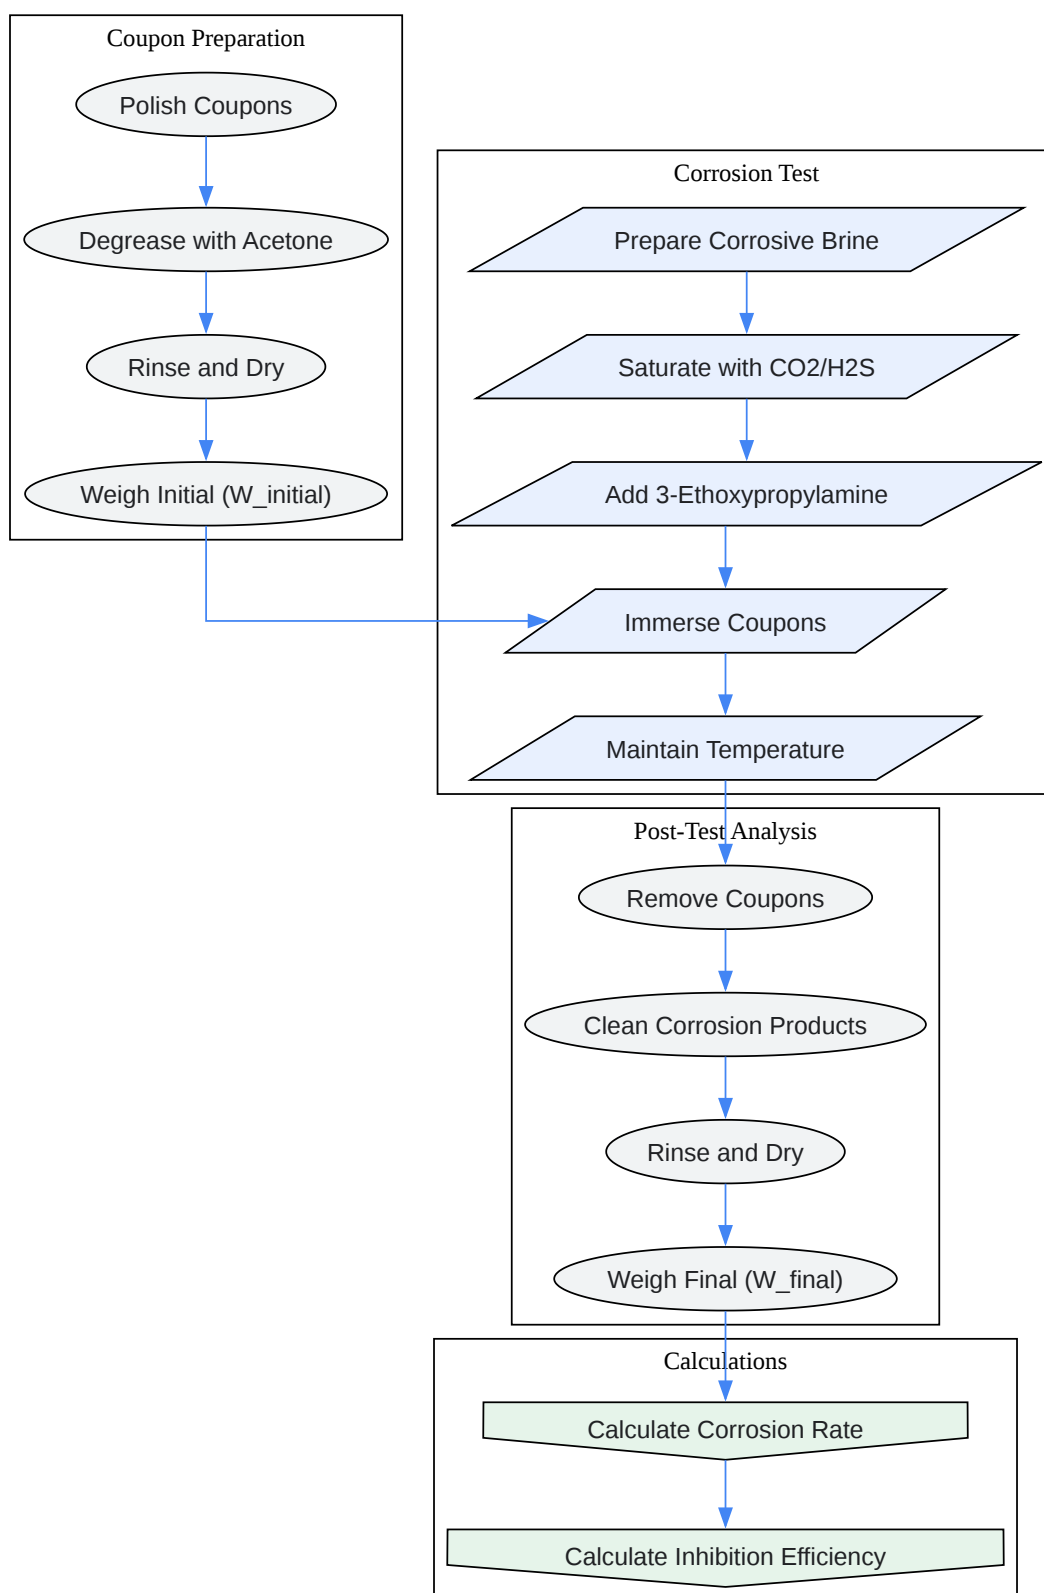 Coupon Preparation
Polish Coupons
Degrease with Acetone
Rinse and Dry
Weigh Initial (W_initial)
Corrosion Test
Prepare Corrosive Brine
Saturate with CO2/H2S
Add 3-Ethoxypropylamine
Immerse Coupons
Maintain Temperature
Post-Test Analysis
Remove Coupons
Clean Corrosion Products
Rinse and Dry
Weigh Final (W_final)
Calculations
Calculate Corrosion Rate
Calculate Inhibition Efficiency